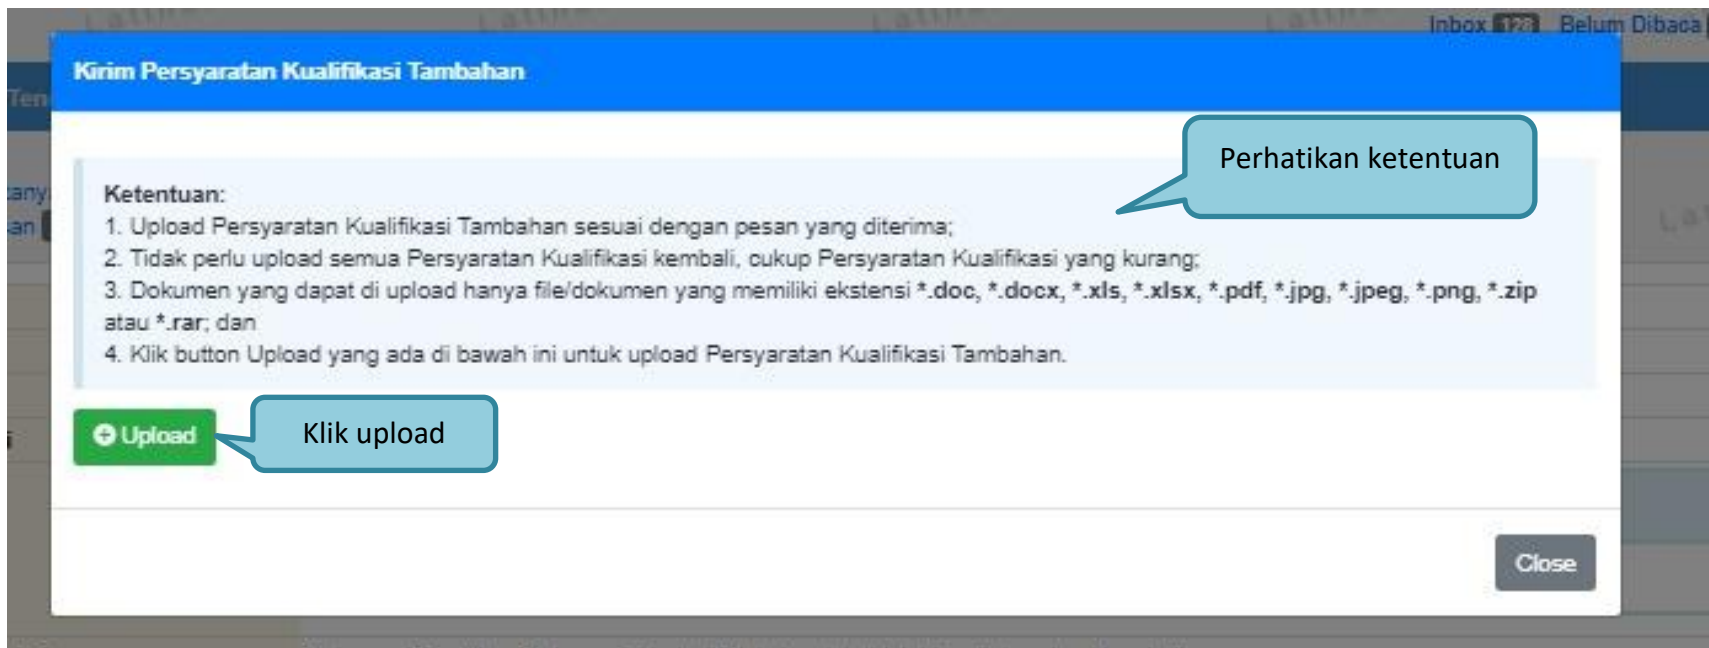 Inbox 128 Belum Dibaca
Kirim Persyaratan Kualifikasi Tambahan
Ten
Perhatikan ketentuan
Ketentuan:
1. Upload Persyaratan Kualifikasi Tambahan sesuai dengan pesan yang diterima;
2. Tidak perlu upload semua Persyaratan Kualifikasi kembali, cukup Persyaratan Kualifikasi yang kurang;
3. Dokumen yang dapat di upload hanya file/dokumen yang memiliki ekstensi *.doc, *.docx, *.xls, *.xlsx, *.pdf, *.jpg, *.jpeg, *.png, *.zip
atau *.rar; dan
4. Klik button Upload yang ada di bawah ini untuk upload Persyaratan Kualifikasi Tambahan.
Upload
Klik upload
Close